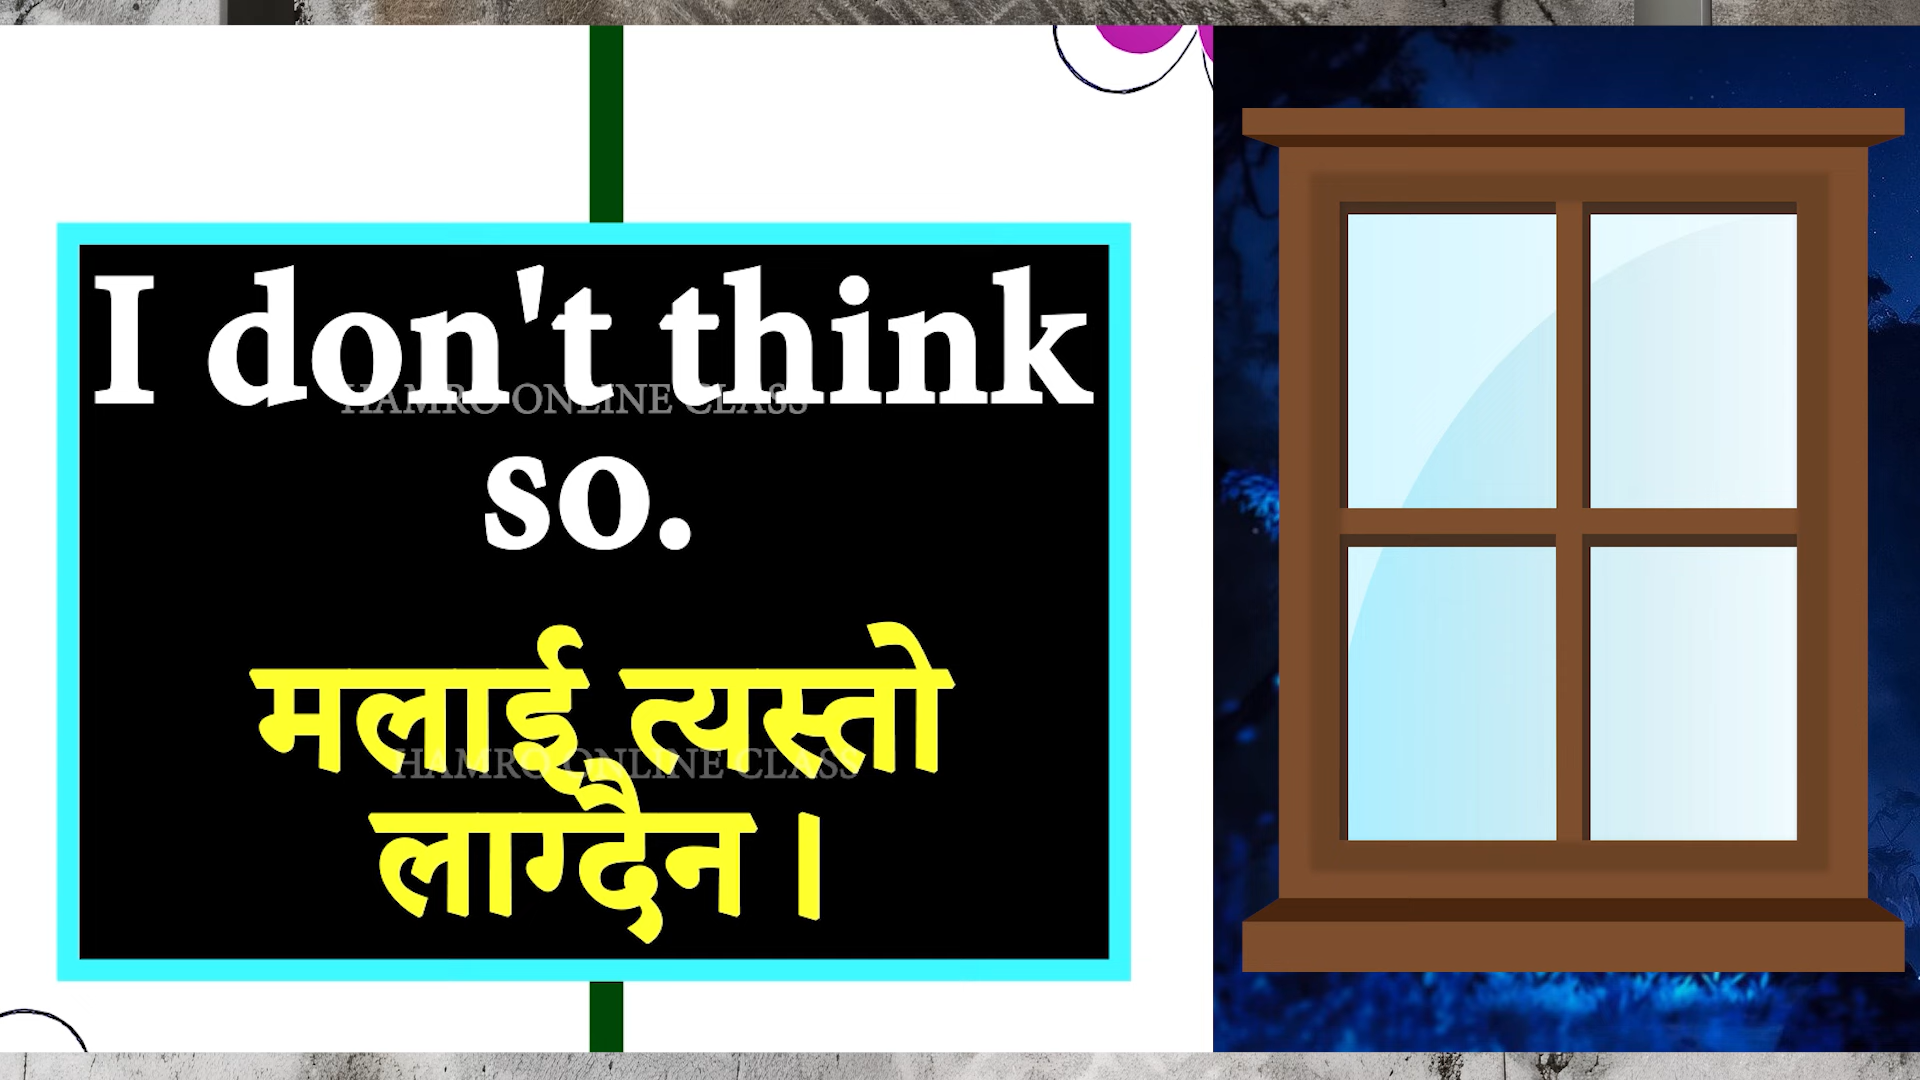 I don't think
HAMRO ONLINE CLASS
so.
मलाई त्यस्तो
HAMRO ONLINE CLASS
लाग्दैन ।